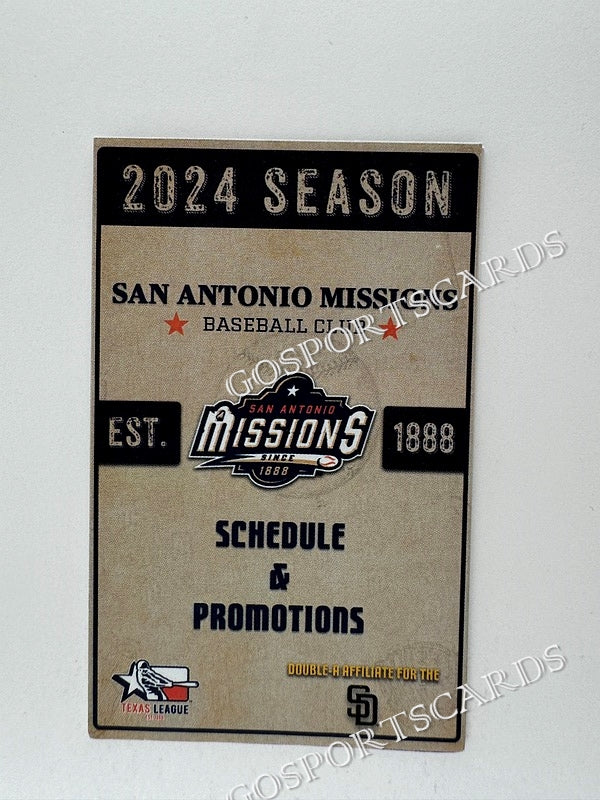 2024 SEASON
SAN ANTONIO MISSIONS
BASEBALL CLUB
GOSPORTSCARDS
EST.
SAN ANTONIO
MISSIONS
SINCE
1888
1888
SCHEDULE
&
PROMOTIONS
DOUBLE-A AFFILIATE FOR THE
SD
TEXAS LEAGUE
GOSPORTSCARDS